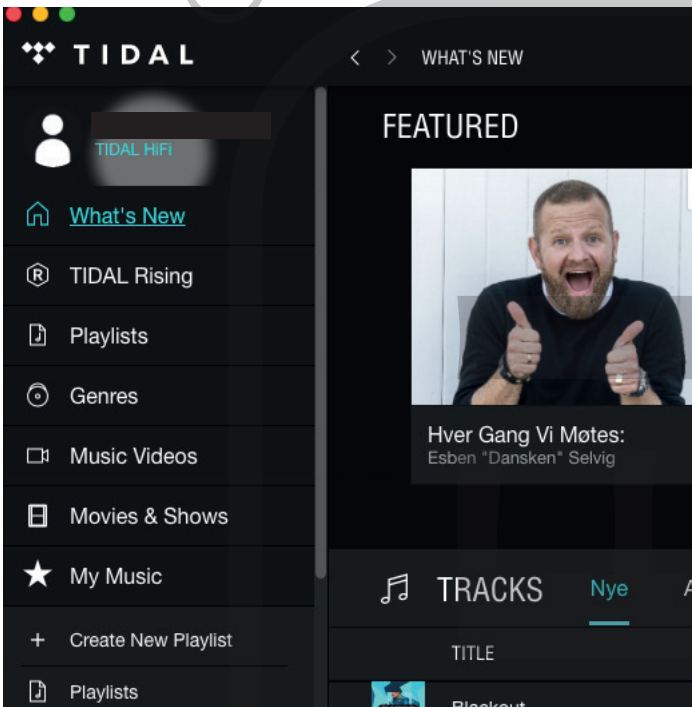 TIDAL
WHAT'S NEW
TIDAL HiFi
What's New
TIDAL Rising
Playlists
Genres
Music Videos
Movies & Shows
My Music
Create New Playlist
Playlists
FEATURED
Hver Gang Vi Møtes:
Esben "Dansken" Selvig
TRACKS Nye A
TITLE
Blackout